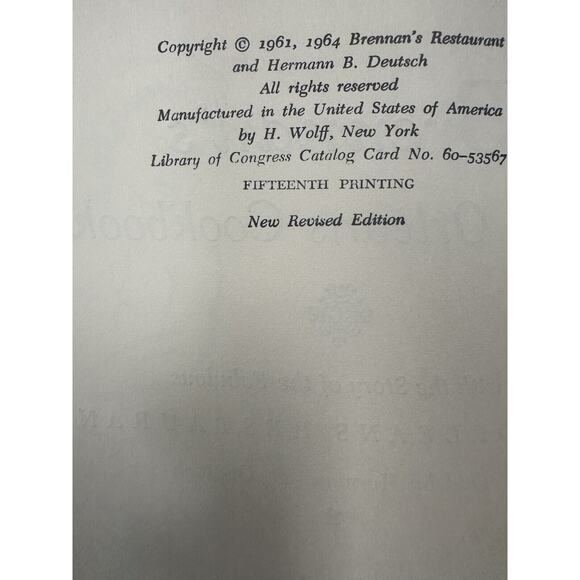 Copyright © 1961, 1964 Brennan's Restaurant
and Hermann B. Deutsch
All rights reserved
Manufactured in the United States of America
by H. Wolff, New York
Library of Congress Catalog Card No. 60-53567
FIFTEENTH PRINTING
New Revised Edition